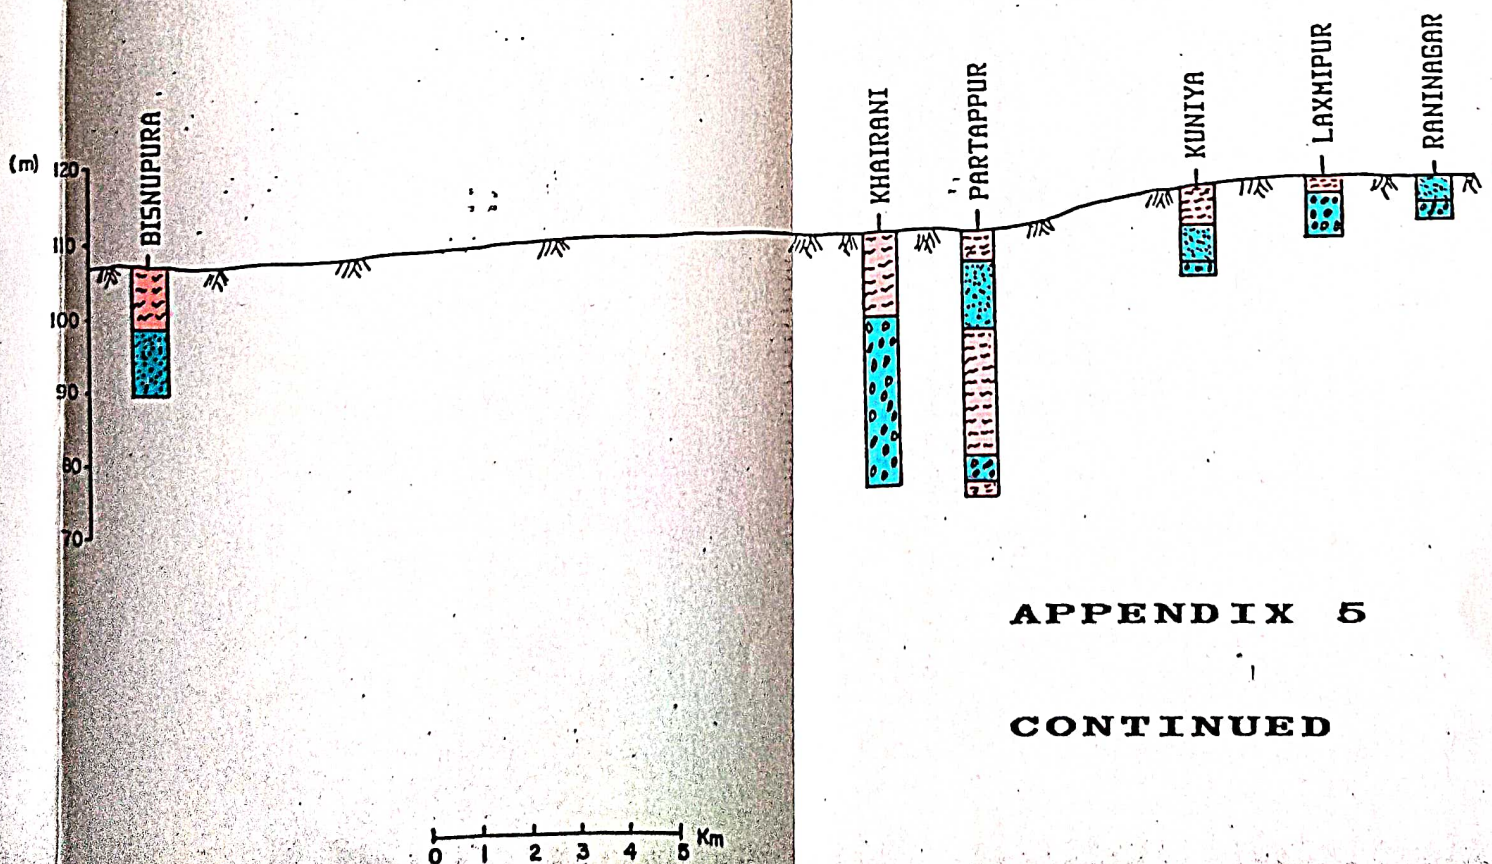 (m)
120
110
100
90
80
70
BISNUPURA
KHAIRANI
PARTAPPUR
KUNIYA
LAXMIPUR
RANINAGAR
APPENDIX 5
CONTINUED
0 1 2 3 4 5 Km